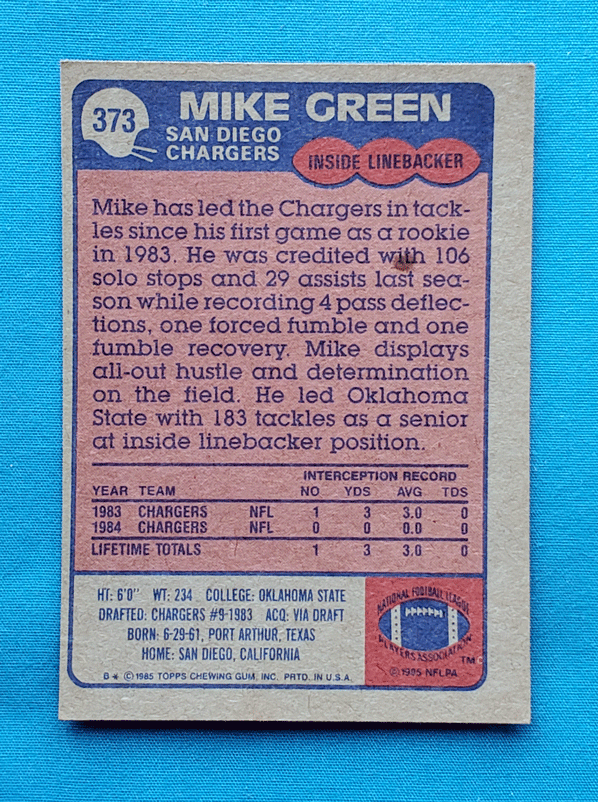 373
MIKE GREEN
SAN DIEGO
CHARGERS
INSIDE LINEBACKER
Mike has led the Chargers in tack-
les since his first game as a rookie
in 1983. He was credited with 106
solo stops and 29 assists last sea-
son while recording 4 pass deflec-
tions, one forced fumble and one
fumble recovery. Mike displays
all-out hustle and determination
on the field. He led Oklahoma
State with 183 tackles as a senior
at inside linebacker position.
INTERCEPTION RECORD
YEAR TEAM NO YDS AVG TDS
1983 CHARGERS NFL 1 3 3.0 0
1984 CHARGERS NFL 0 0 0.0 0
LIFETIME TOTALS 1 3 3.0 0
HT: 6'0" WT: 234 COLLEGE: OKLAHOMA STATE
DRAFTED: CHARGERS #9-1983 ACQ: VIA DRAFT
BORN: 6-29-61, PORT ARTHUR, TEXAS
HOME: SAN DIEGO, CALIFORNIA
B * © 1985 TOPPS CHEWING GUM, INC. PRTD. IN U.S.A.
NATIONAL FOOTBALL LEAGUE
PLAYERS ASSOCIATION
TM
© 1985 NFLPA